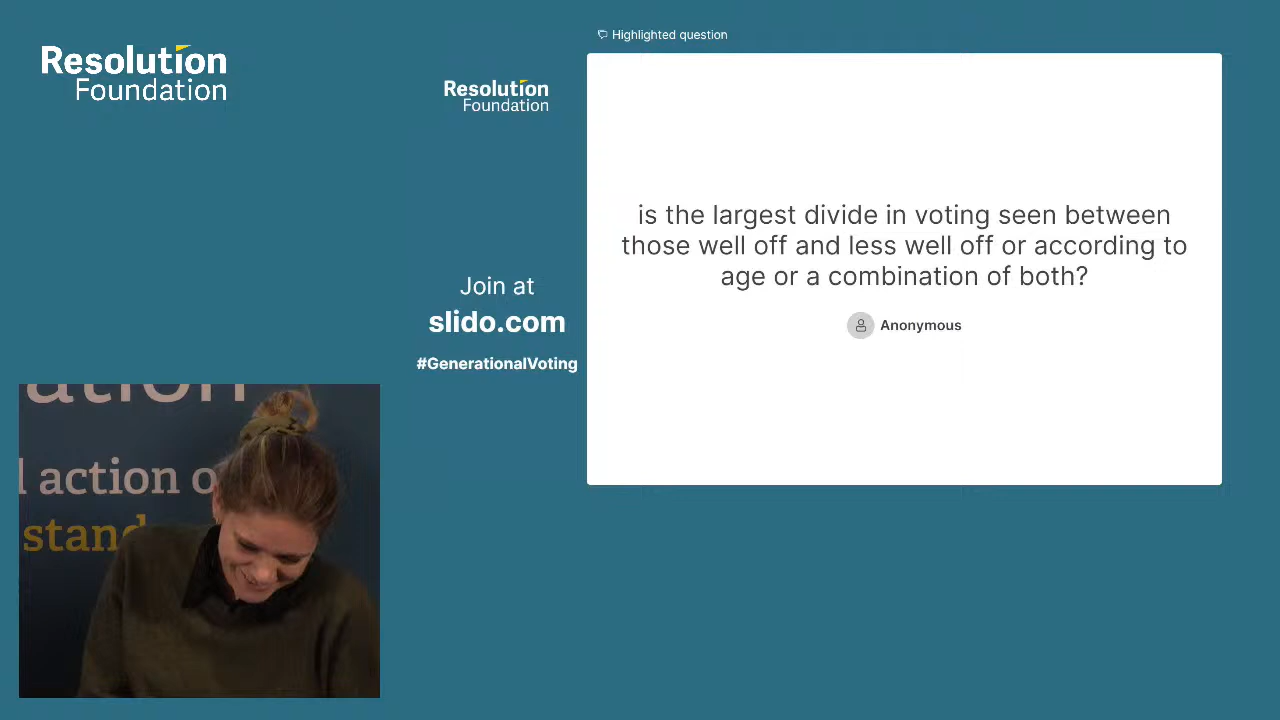 Resolution
Foundation
Highlighted question
Resolution
Foundation
is the largest divide in voting seen between
those well off and less well off or according to
age or a combination of both?
Anonymous
Join at
slido.com
#GenerationalVoting
action o
stand